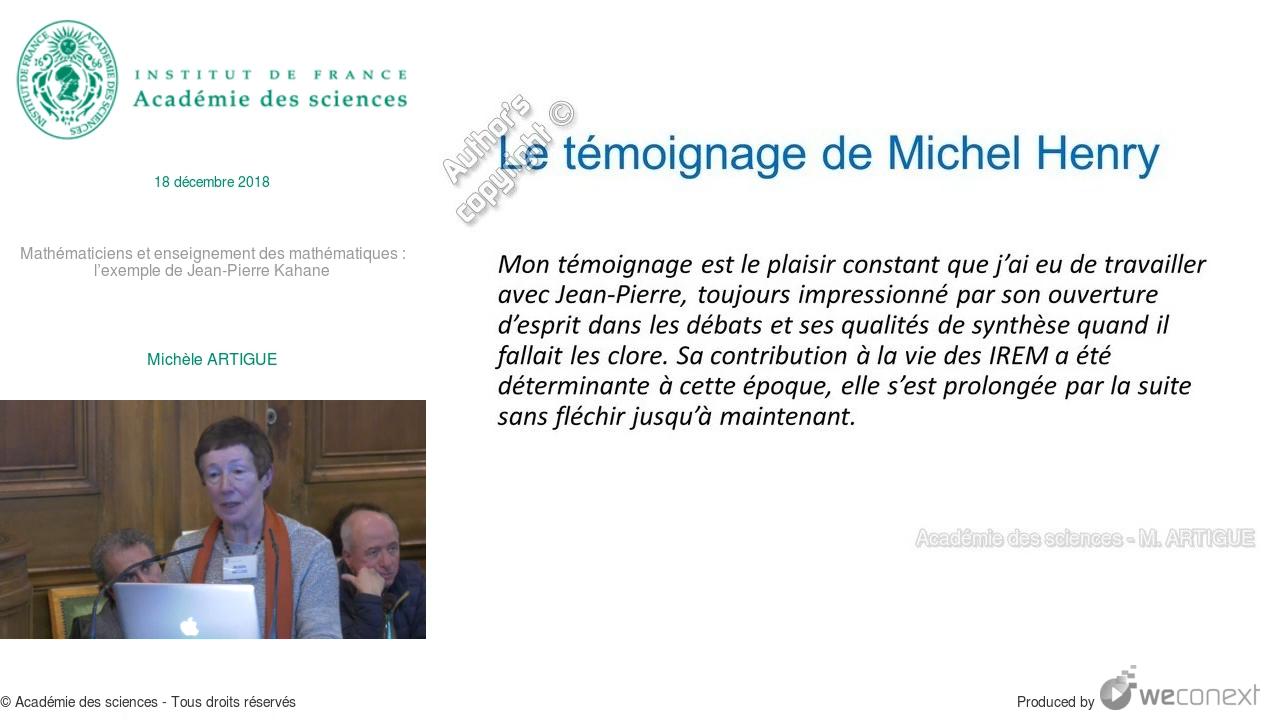 INSTITUT DE FRANCE
Académie des sciences
18 décembre 2018
Mathématiciens et enseignement des mathématiques :
l'exemple de Jean-Pierre Kahane
Michèle ARTIGUE
Author's
copyright ©
Le témoignage de Michel Henry
Mon témoignage est le plaisir constant que j'ai eu de travailler
avec Jean-Pierre, toujours impressionné par son ouverture
d'esprit dans les débats et ses qualités de synthèse quand il
fallait les clore. Sa contribution à la vie des IREM a été
déterminante à cette époque, elle s'est prolongée par la suite
sans fléchir jusqu'à maintenant.
Académie des sciences - M. ARTIGUE
© Académie des sciences - Tous droits réservés
Produced by weconext